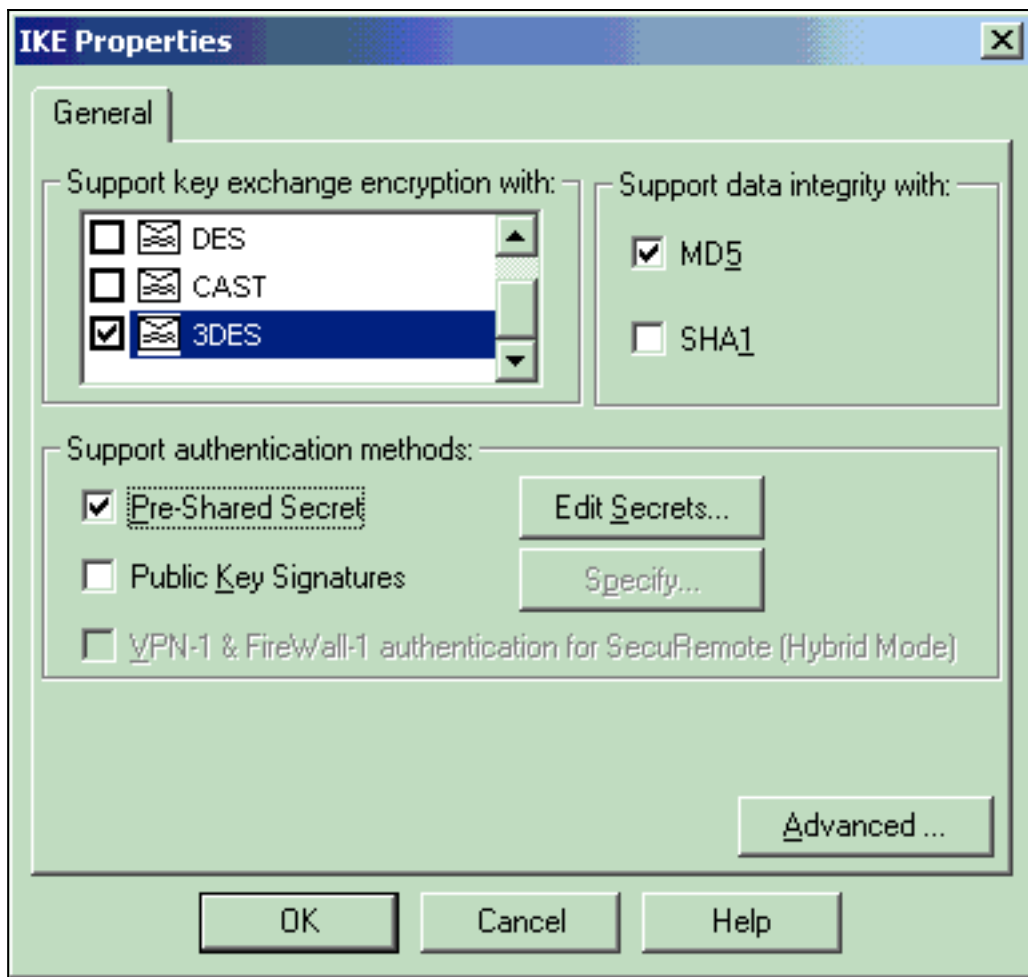 IKE Properties
General
Support key exchange encryption with:
DES
CAST
3DES
Support data integrity with:
MD5
SHA1
Support authentication methods:
Pre-Shared Secret
Edit Secrets...
Public Key Signatures
Specify...
VPN-1 & FireWall-1 authentication for SecuRemote (Hybrid Mode)
Advanced ...
OK
Cancel
Help